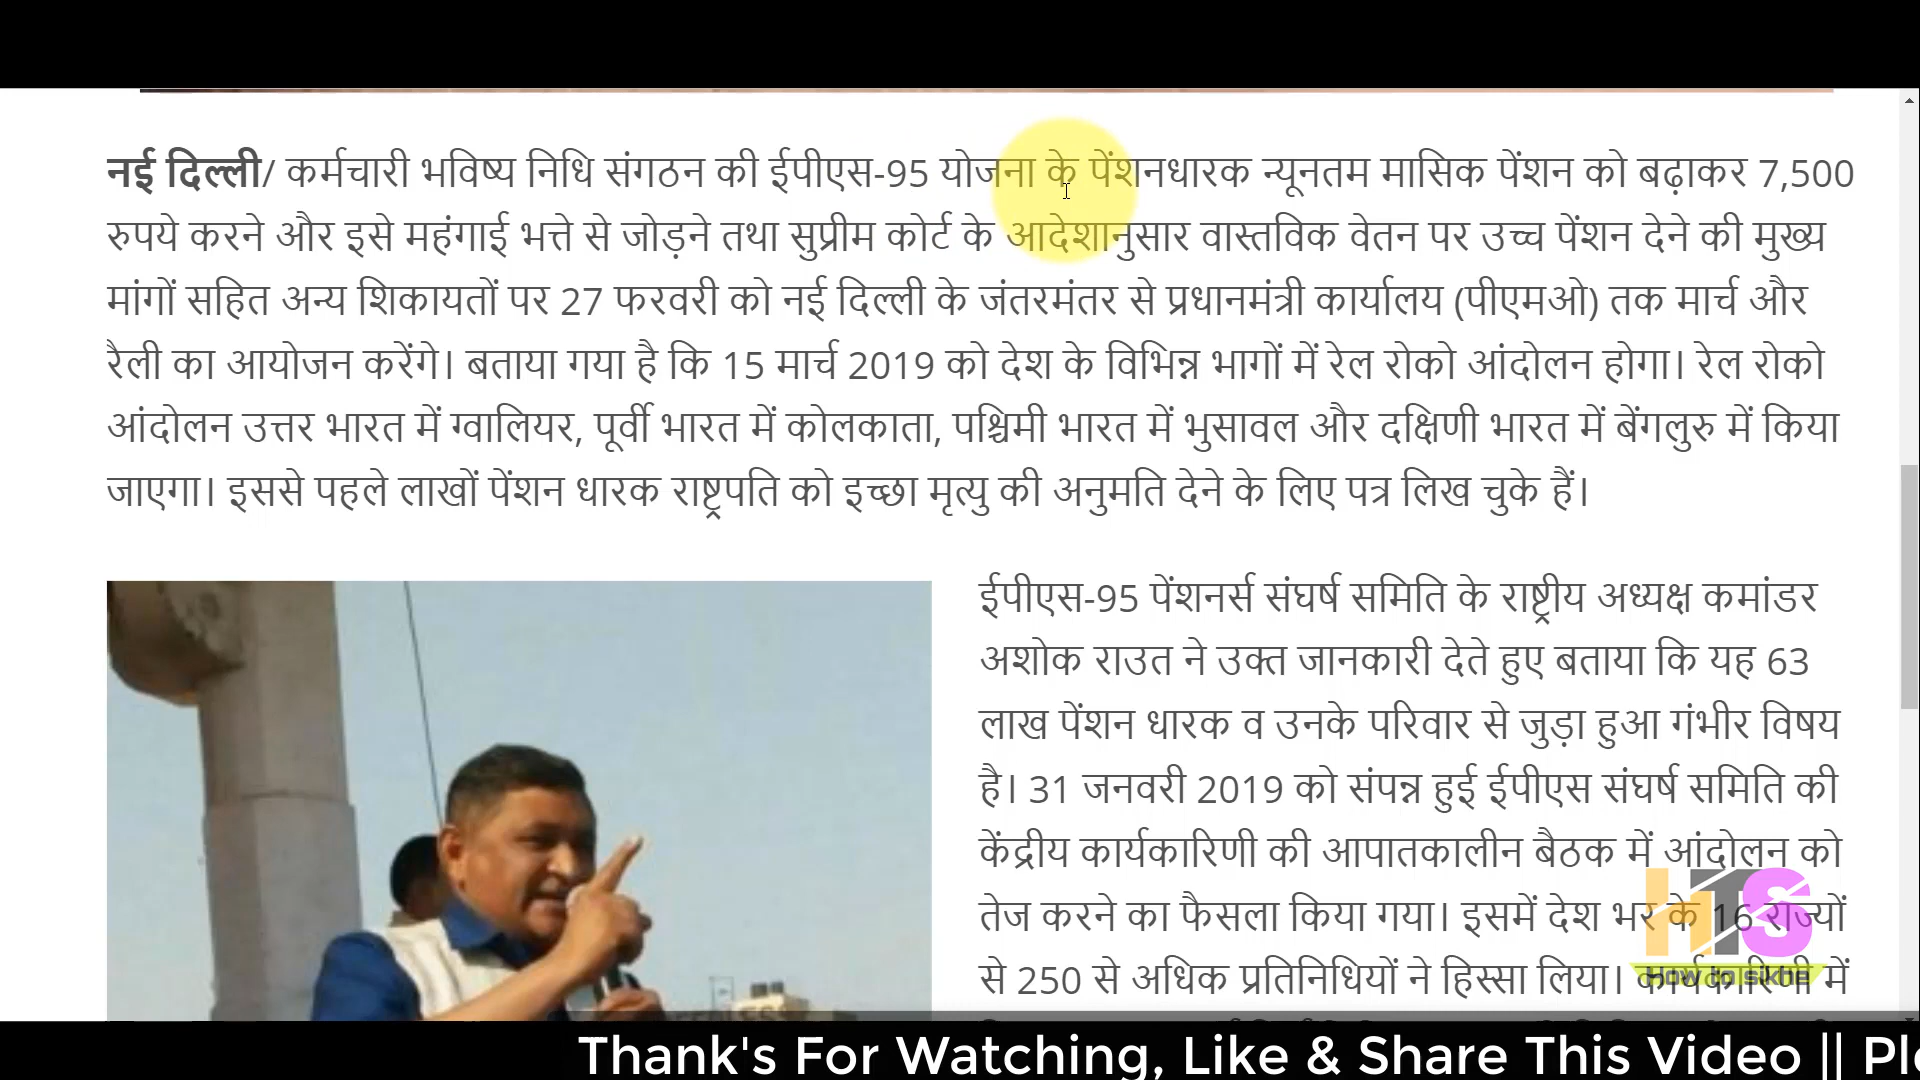 नई दिल्ली/ कर्मचारी भविष्य निधि संगठन की ईपीएस-95 योजना के पेंशनधारक न्यूनतम मासिक पेंशन को बढ़ाकर 7,500
रुपये करने और इसे महंगाई भत्ते से जोड़ने तथा सुप्रीम कोर्ट के आदेशानुसार वास्तविक वेतन पर उच्च पेंशन देने की मुख्य
मांगों सहित अन्य शिकायतों पर 27 फरवरी को नई दिल्ली के जंतरमंतर से प्रधानमंत्री कार्यालय (पीएमओ) तक मार्च और
रैली का आयोजन करेंगे। बताया गया है कि 15 मार्च 2019 को देश के विभिन्न भागों में रेल रोको आंदोलन होगा। रेल रोको
आंदोलन उत्तर भारत में ग्वालियर, पूर्वी भारत में कोलकाता, पश्चिमी भारत में भुसावल और दक्षिणी भारत में बेंगलुरु में किया
जाएगा। इससे पहले लाखों पेंशन धारक राष्ट्रपति को इच्छा मृत्यु की अनुमति देने के लिए पत्र लिख चुके हैं।
ईपीएस-95 पेंशनर्स संघर्ष समिति के राष्ट्रीय अध्यक्ष कमांडर
अशोक राउत ने उक्त जानकारी देते हुए बताया कि यह 63
लाख पेंशन धारक व उनके परिवार से जुड़ा हुआ गंभीर विषय
है। 31 जनवरी 2019 को संपन्न हुई ईपीएस संघर्ष समिति की
केंद्रीय कार्यकारिणी की आपातकालीन बैठक में आंदोलन को
तेज करने का फैसला किया गया। इसमें देश भर के 16 राज्यों
से 250 से अधिक प्रतिनिधियों ने हिस्सा लिया। कार्यकारिणी में
HTS
How to sikhe
Thank's For Watching, Like & Share This Video ||